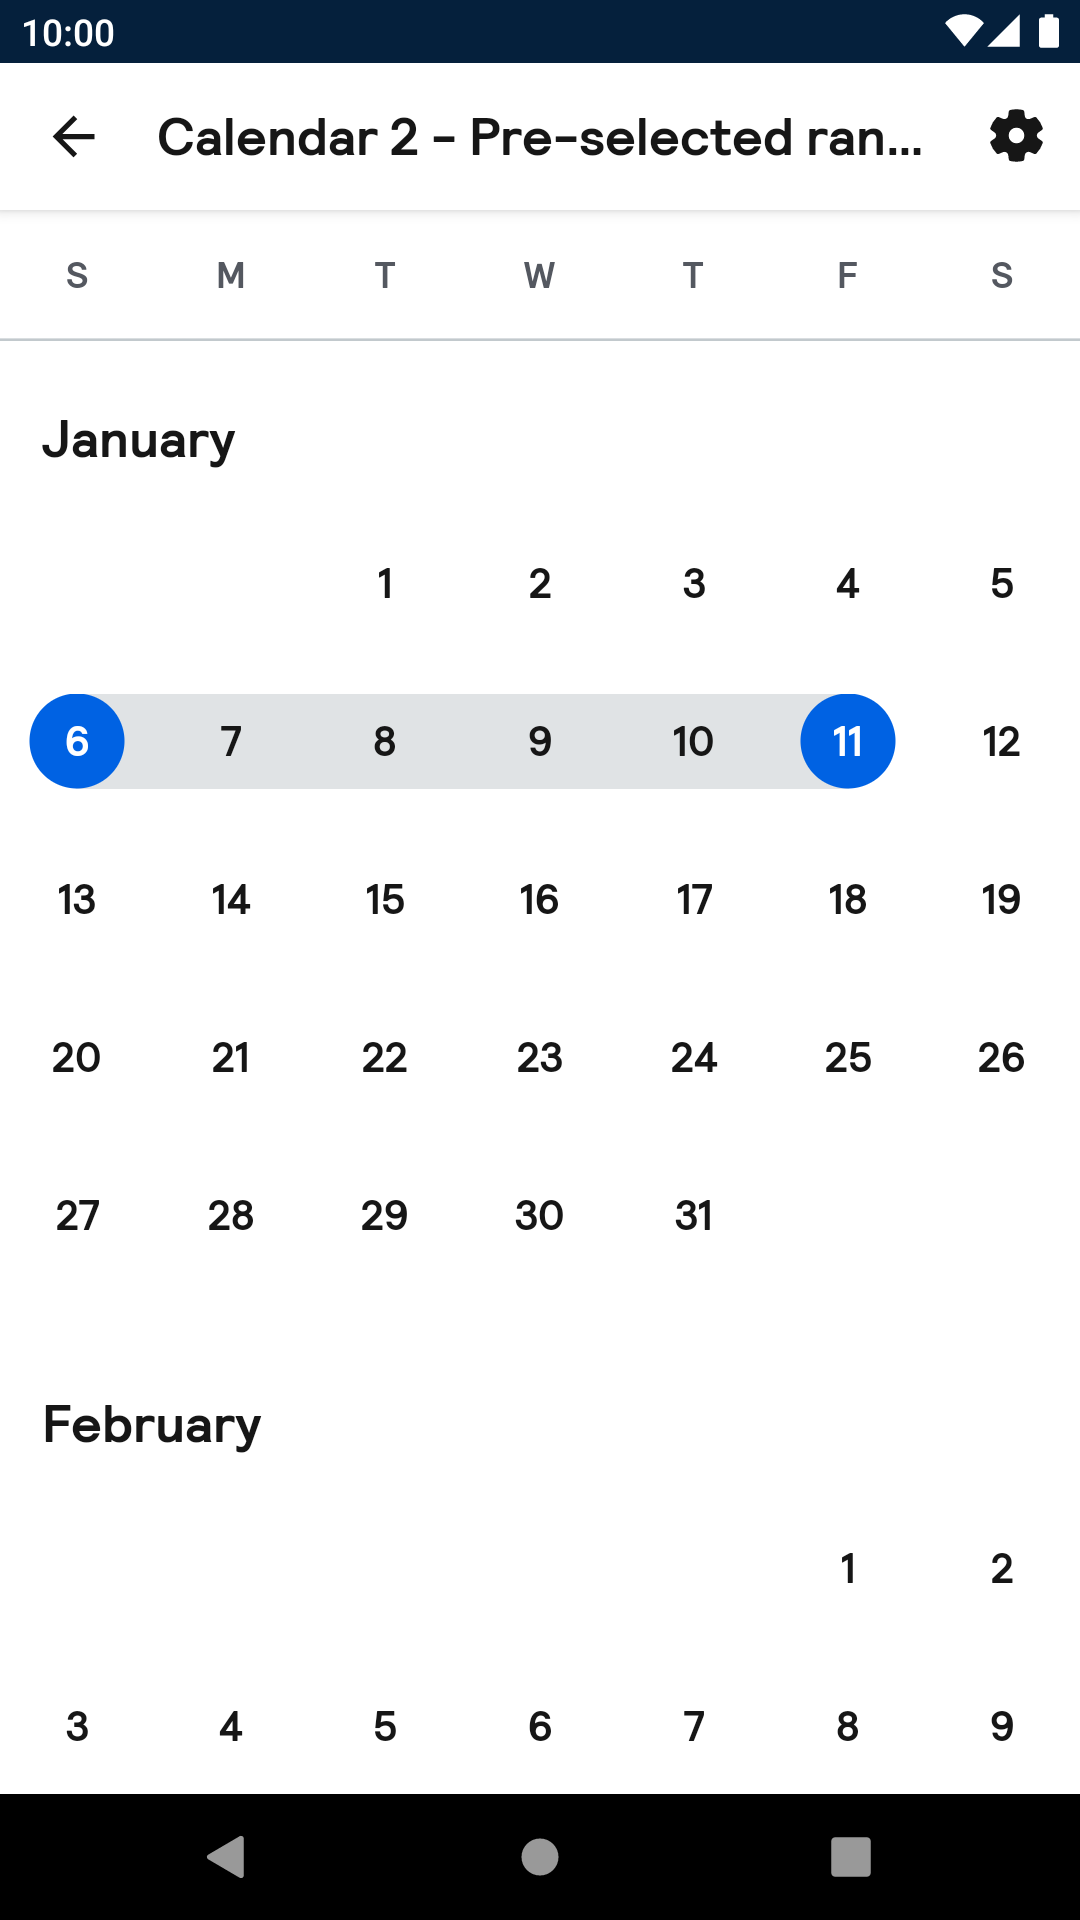 10:00
Calendar 2 - Pre-selected ran...
S M T W T F S
January
1 2 3 4 5
6 7 8 9 10 11 12
13 14 15 16 17 18 19
20 21 22 23 24 25 26
27 28 29 30 31
February
1 2
3 4 5 6 7 8 9